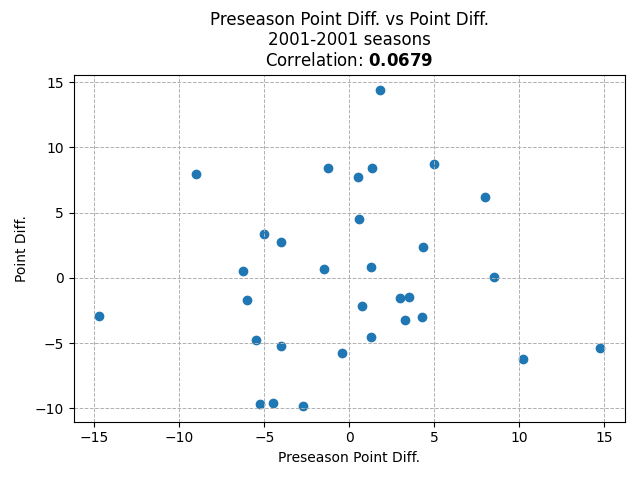 Preseason Point Diff. vs Point Diff.
2001-2001 seasons
Correlation: 0.0679
15
10
5
0
−5
−10
Point Diff.
−15
−10
−5
0
5
10
15
Preseason Point Diff.